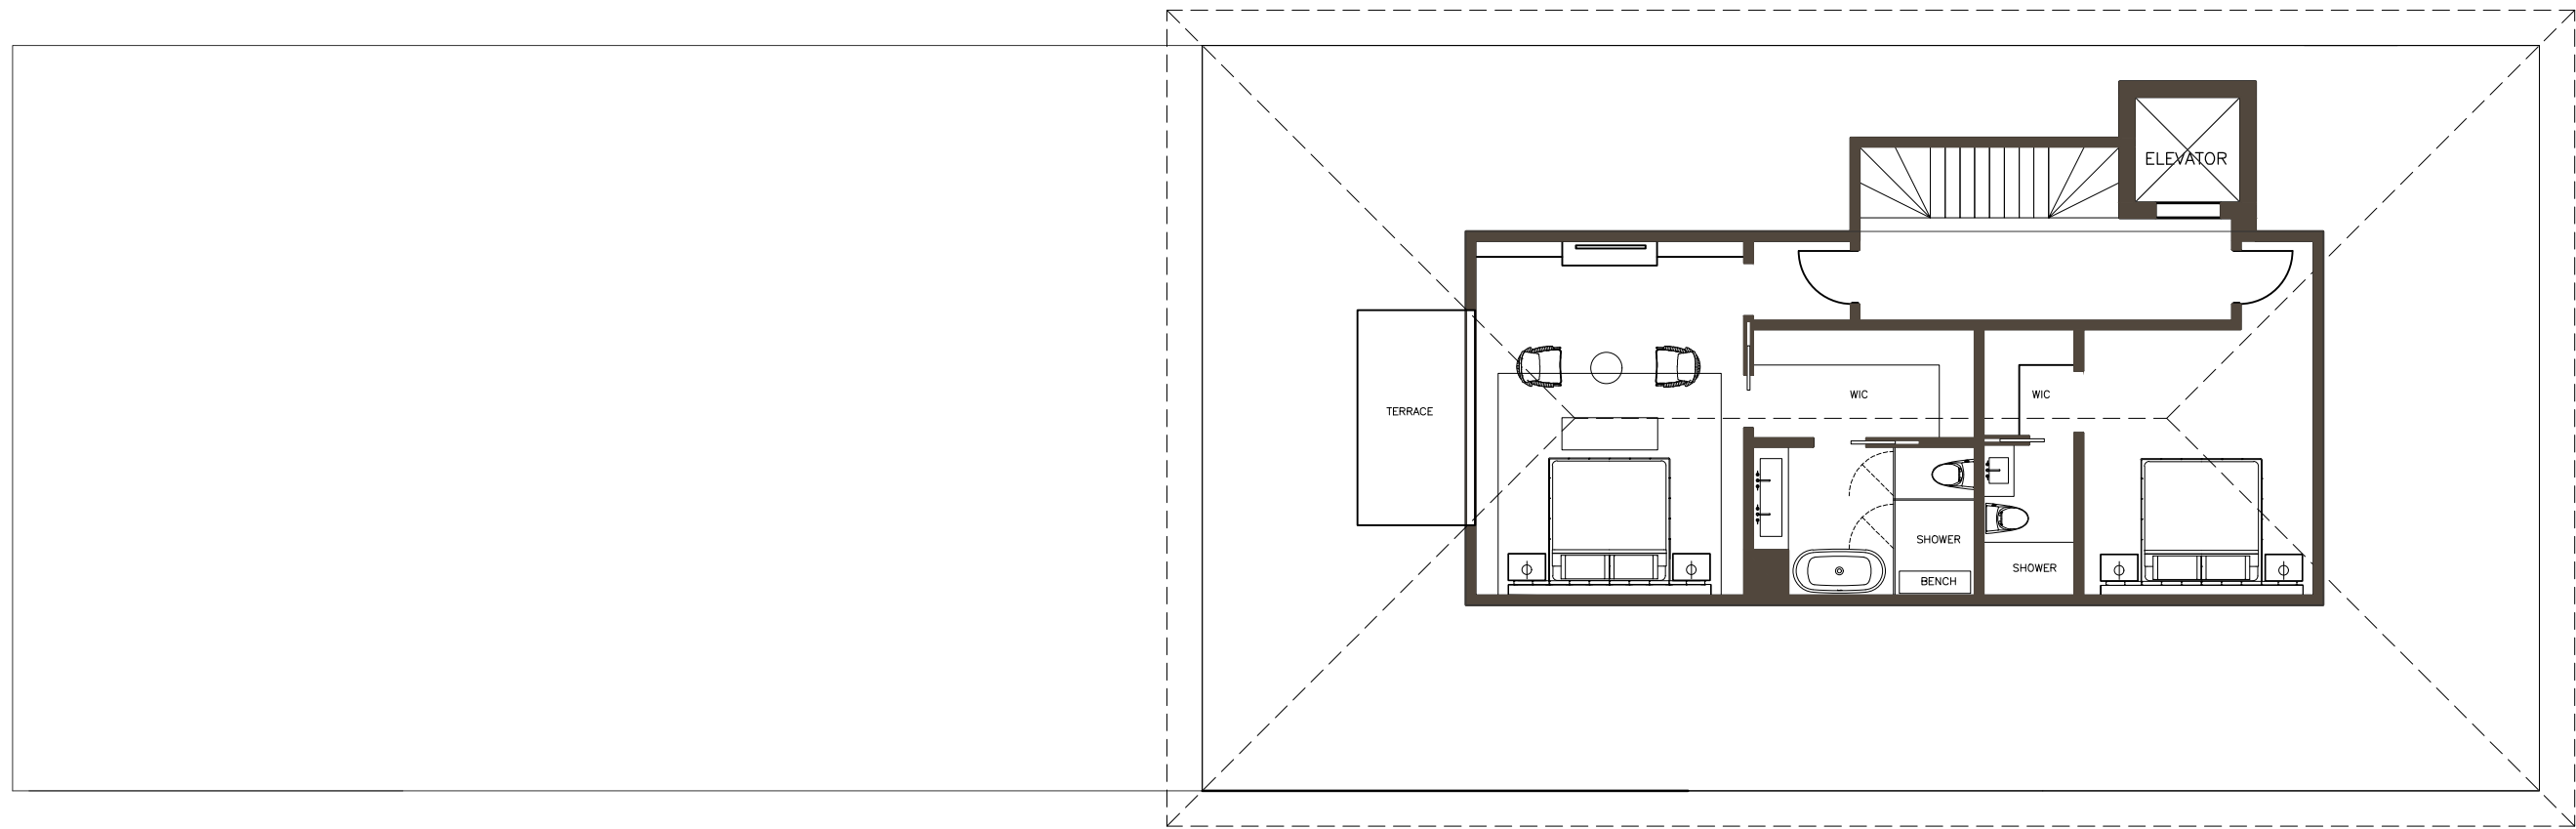 ELEVATOR
TERRACE
WIC
WIC
SHOWER
SHOWER
BENCH